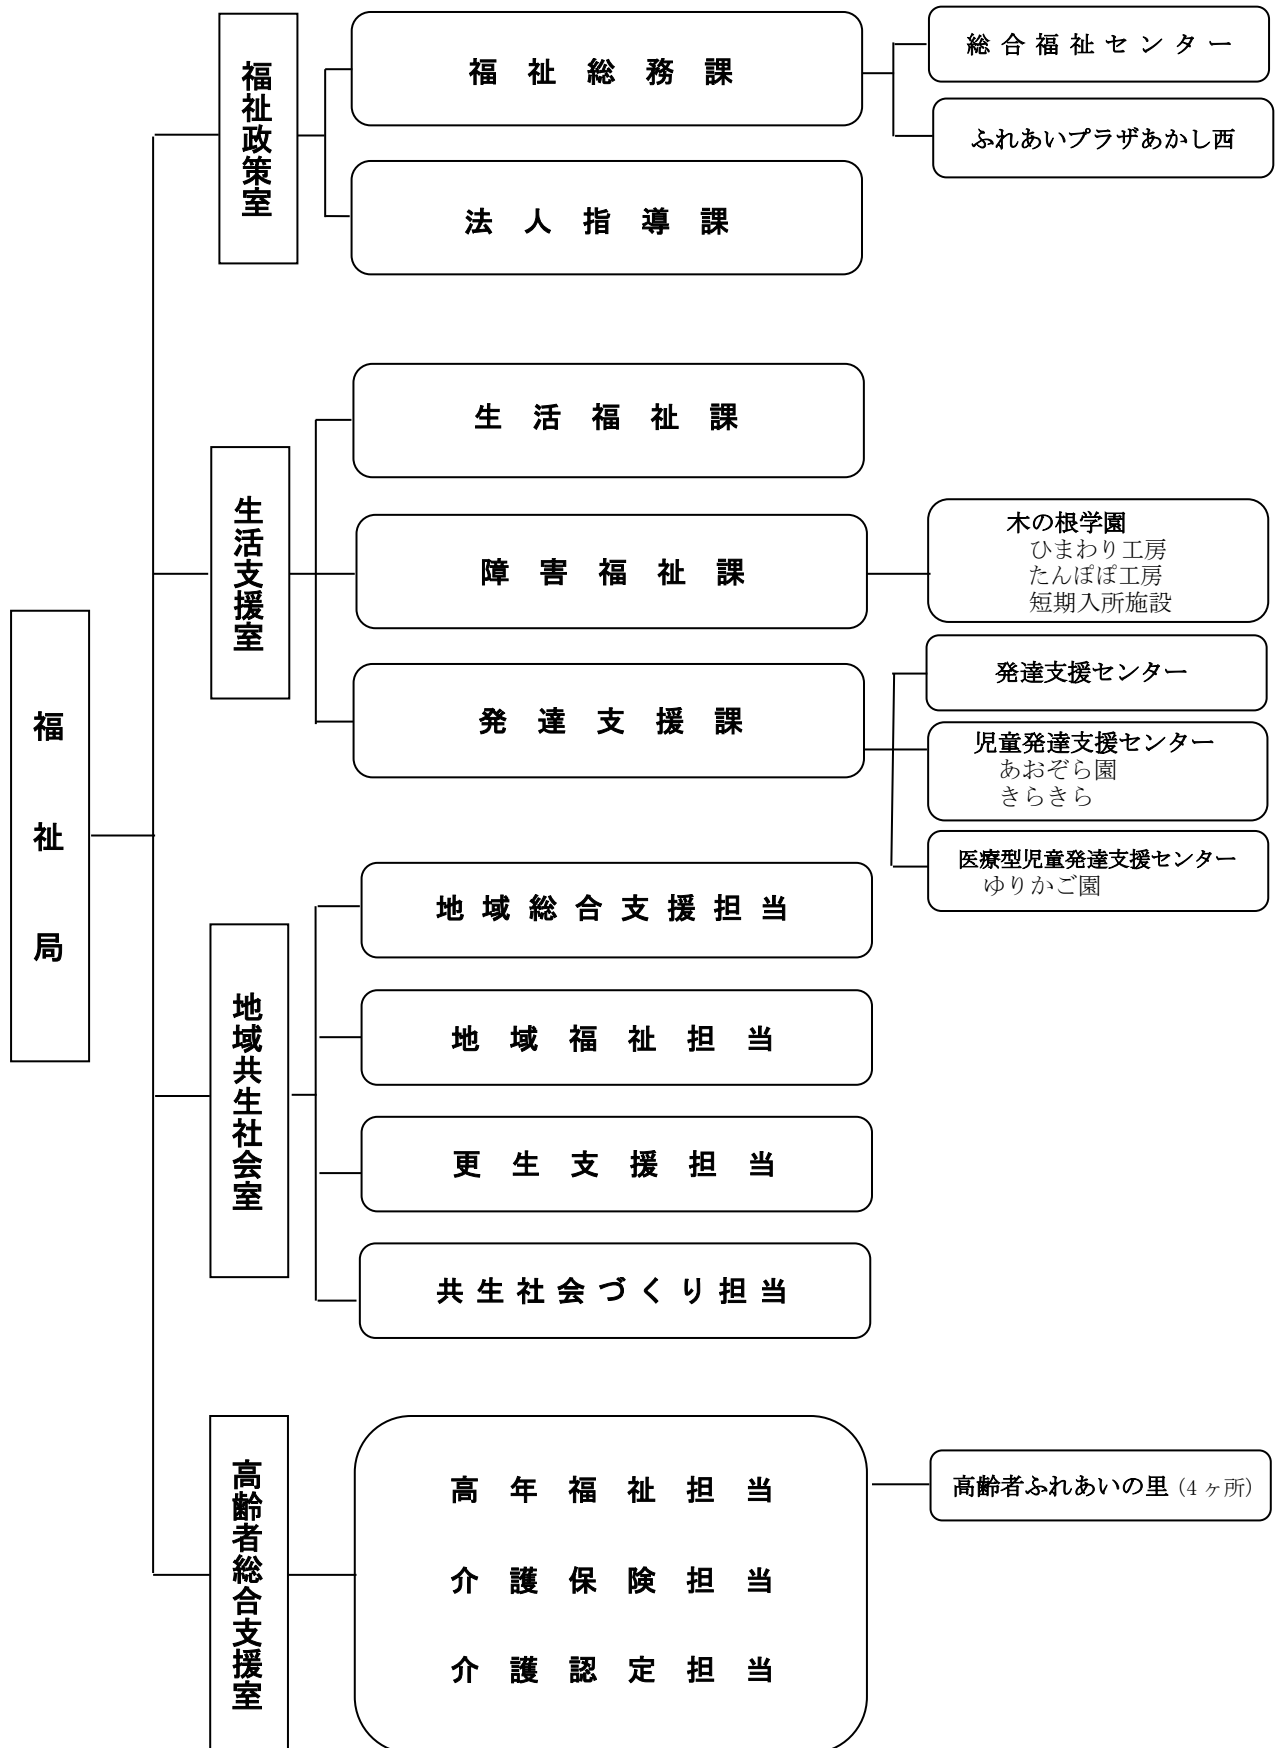 福祉局
福祉政策室
福祉総務課
総合福祉センター
ふれあいプラザあかし西
法人指導課
生活支援室
生活福祉課
障害福祉課
木の根学園
ひまわり工房
たんぽぽ工房
短期入所施設
発達支援課
発達支援センター
児童発達支援センター
あおぞら園
きらきら
医療型児童発達支援センター
ゆりかご園
地域共生社会室
地域総合支援担当
地域福祉担当
更生支援担当
共生社会づくり担当
高齢者総合支援室
高年福祉担当
介護保険担当
介護認定担当
高齢者ふれあいの里 (4 ヶ所)